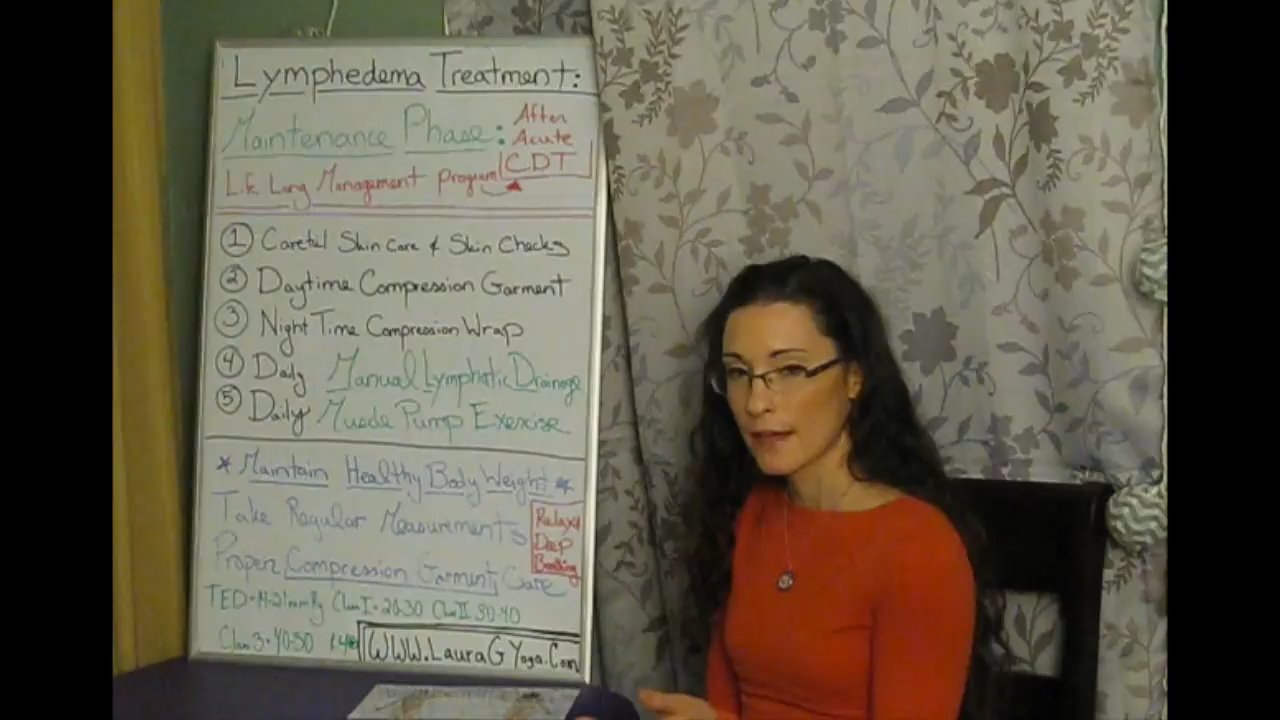 Lymphedema Treatment:
Maintenance Phase: After Acute CDT
Life Long Management Program
1 Careful Skin Care & Skin Checks
2 Daytime Compression Garment
3 Night Time Compression Wrap
4 Daily Manual Lymphatic Drainage
5 Daily Muscle Pump Exercise
* Maintain Healthy Body Weight *
Take Regular Measurements
Relax & Deep Breathing
Proper Compression Garment Care
TED = Class I = 20-30 Class II 30-40
Class 3 = 40-50
WWW.LauraGYoga.Com